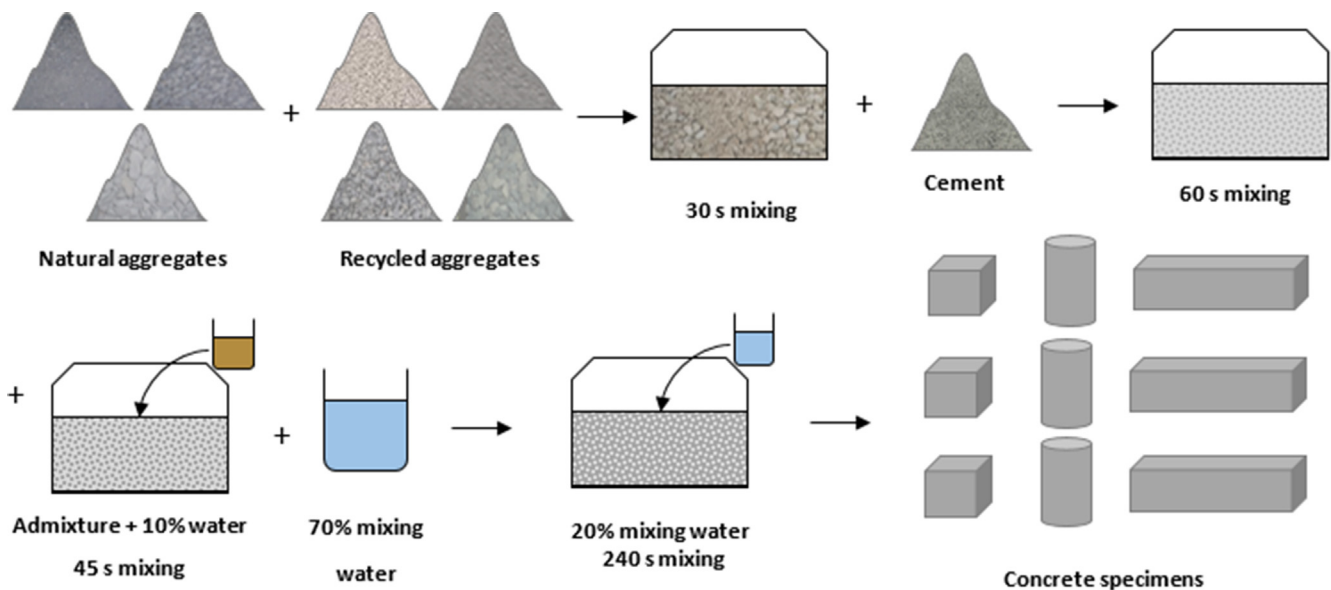 +
+
30 s mixing
Cement
60 s mixing
Natural aggregates
Recycled aggregates
+
+
Admixture + 10% water
45 s mixing
70% mixing
water
20% mixing water
240 s mixing
Concrete specimens